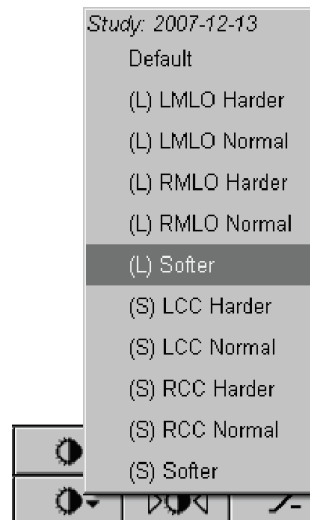 Study: 2007-12-13
Default
(L) LMLO Harder
(L) LMLO Normal
(L) RMLO Harder
(L) RMLO Normal
(L) Softer
(S) LCC Harder
(S) LCC Normal
(S) RCC Harder
(S) RCC Normal
(S) Softer